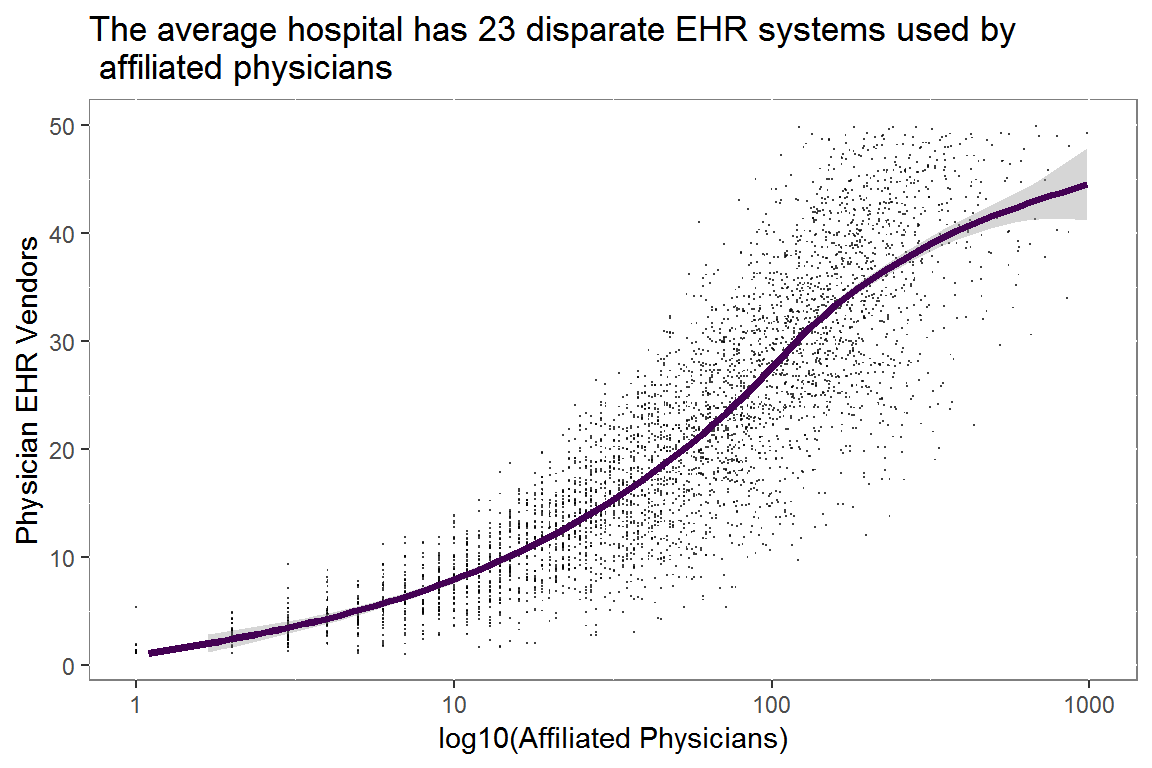 The average hospital has 23 disparate EHR systems used by
affiliated physicians
50
40
30
20
10
0
Physician EHR Vendors
1
10
100
1000
log10(Affiliated Physicians)